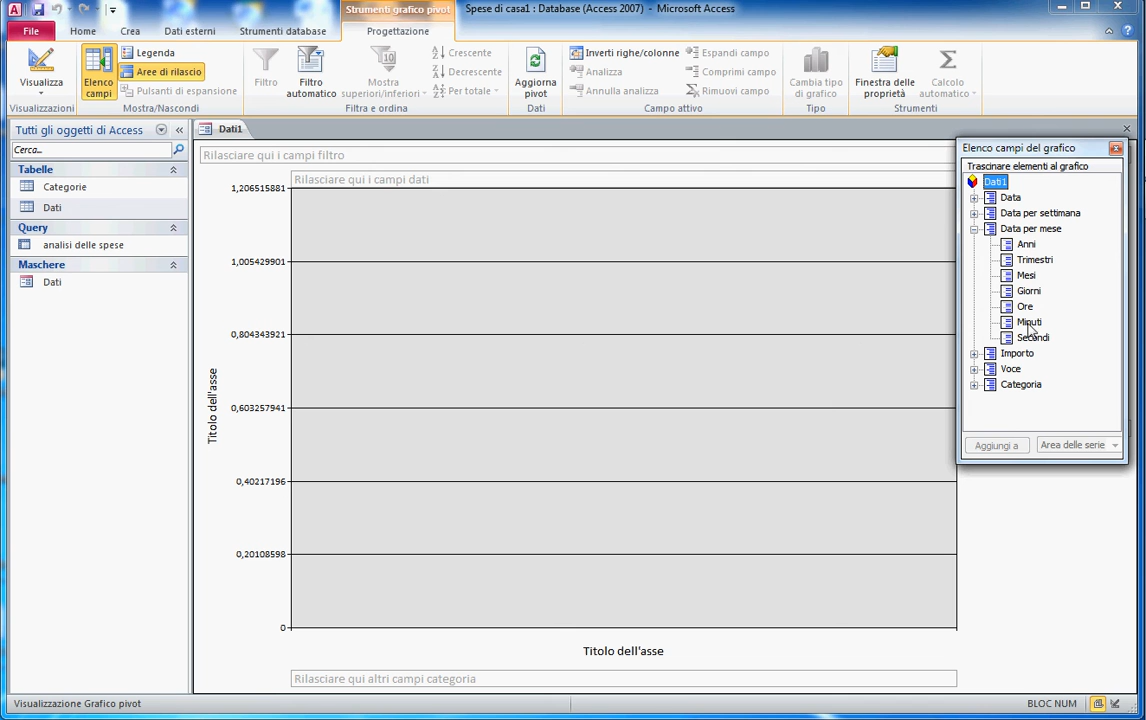 Strumenti grafico pivot
Spese di casa1 : Database (Access 2007) - Microsoft Access
File
Home
Crea
Dati esterni
Strumenti database
Progettazione
Visualizza
Visualizzazioni
Elenco campi
Legenda
Aree di rilascio
Pulsanti di espansione
Mostra/Nascondi
Filtro
Filtro automatico
Mostra superiori/inferiori
Crescente
Decrescente
Per totale
Filtra e ordina
Aggiorna pivot
Dati
Inverti righe/colonne
Analizza
Annulla analizza
Espandi campo
Comprimi campo
Rimuovi campo
Campo attivo
Cambia tipo di grafico
Tipo
Finestra delle proprietà
Calcolo automatico
Strumenti
Tutti gli oggetti di Access
Cerca...
Tabelle
Categorie
Dati
Query
analisi delle spese
Maschere
Dati
Dati1
Rilasciare qui i campi filtro
Rilasciare qui i campi dati
1,206515881
1,005429901
0,804343921
0,603257941
0,40217196
0,20108598
0
Titolo dell'asse
Titolo dell'asse
Rilasciare qui altri campi categoria
Elenco campi del grafico
Trascinare elementi al grafico
Dati1
Data
Data per settimana
Data per mese
Anni
Trimestri
Mesi
Giorni
Ore
Minuti
Secondi
Importo
Voce
Categoria
Aggiungi a
Area delle serie
Visualizzazione Grafico pivot
BLOC NUM